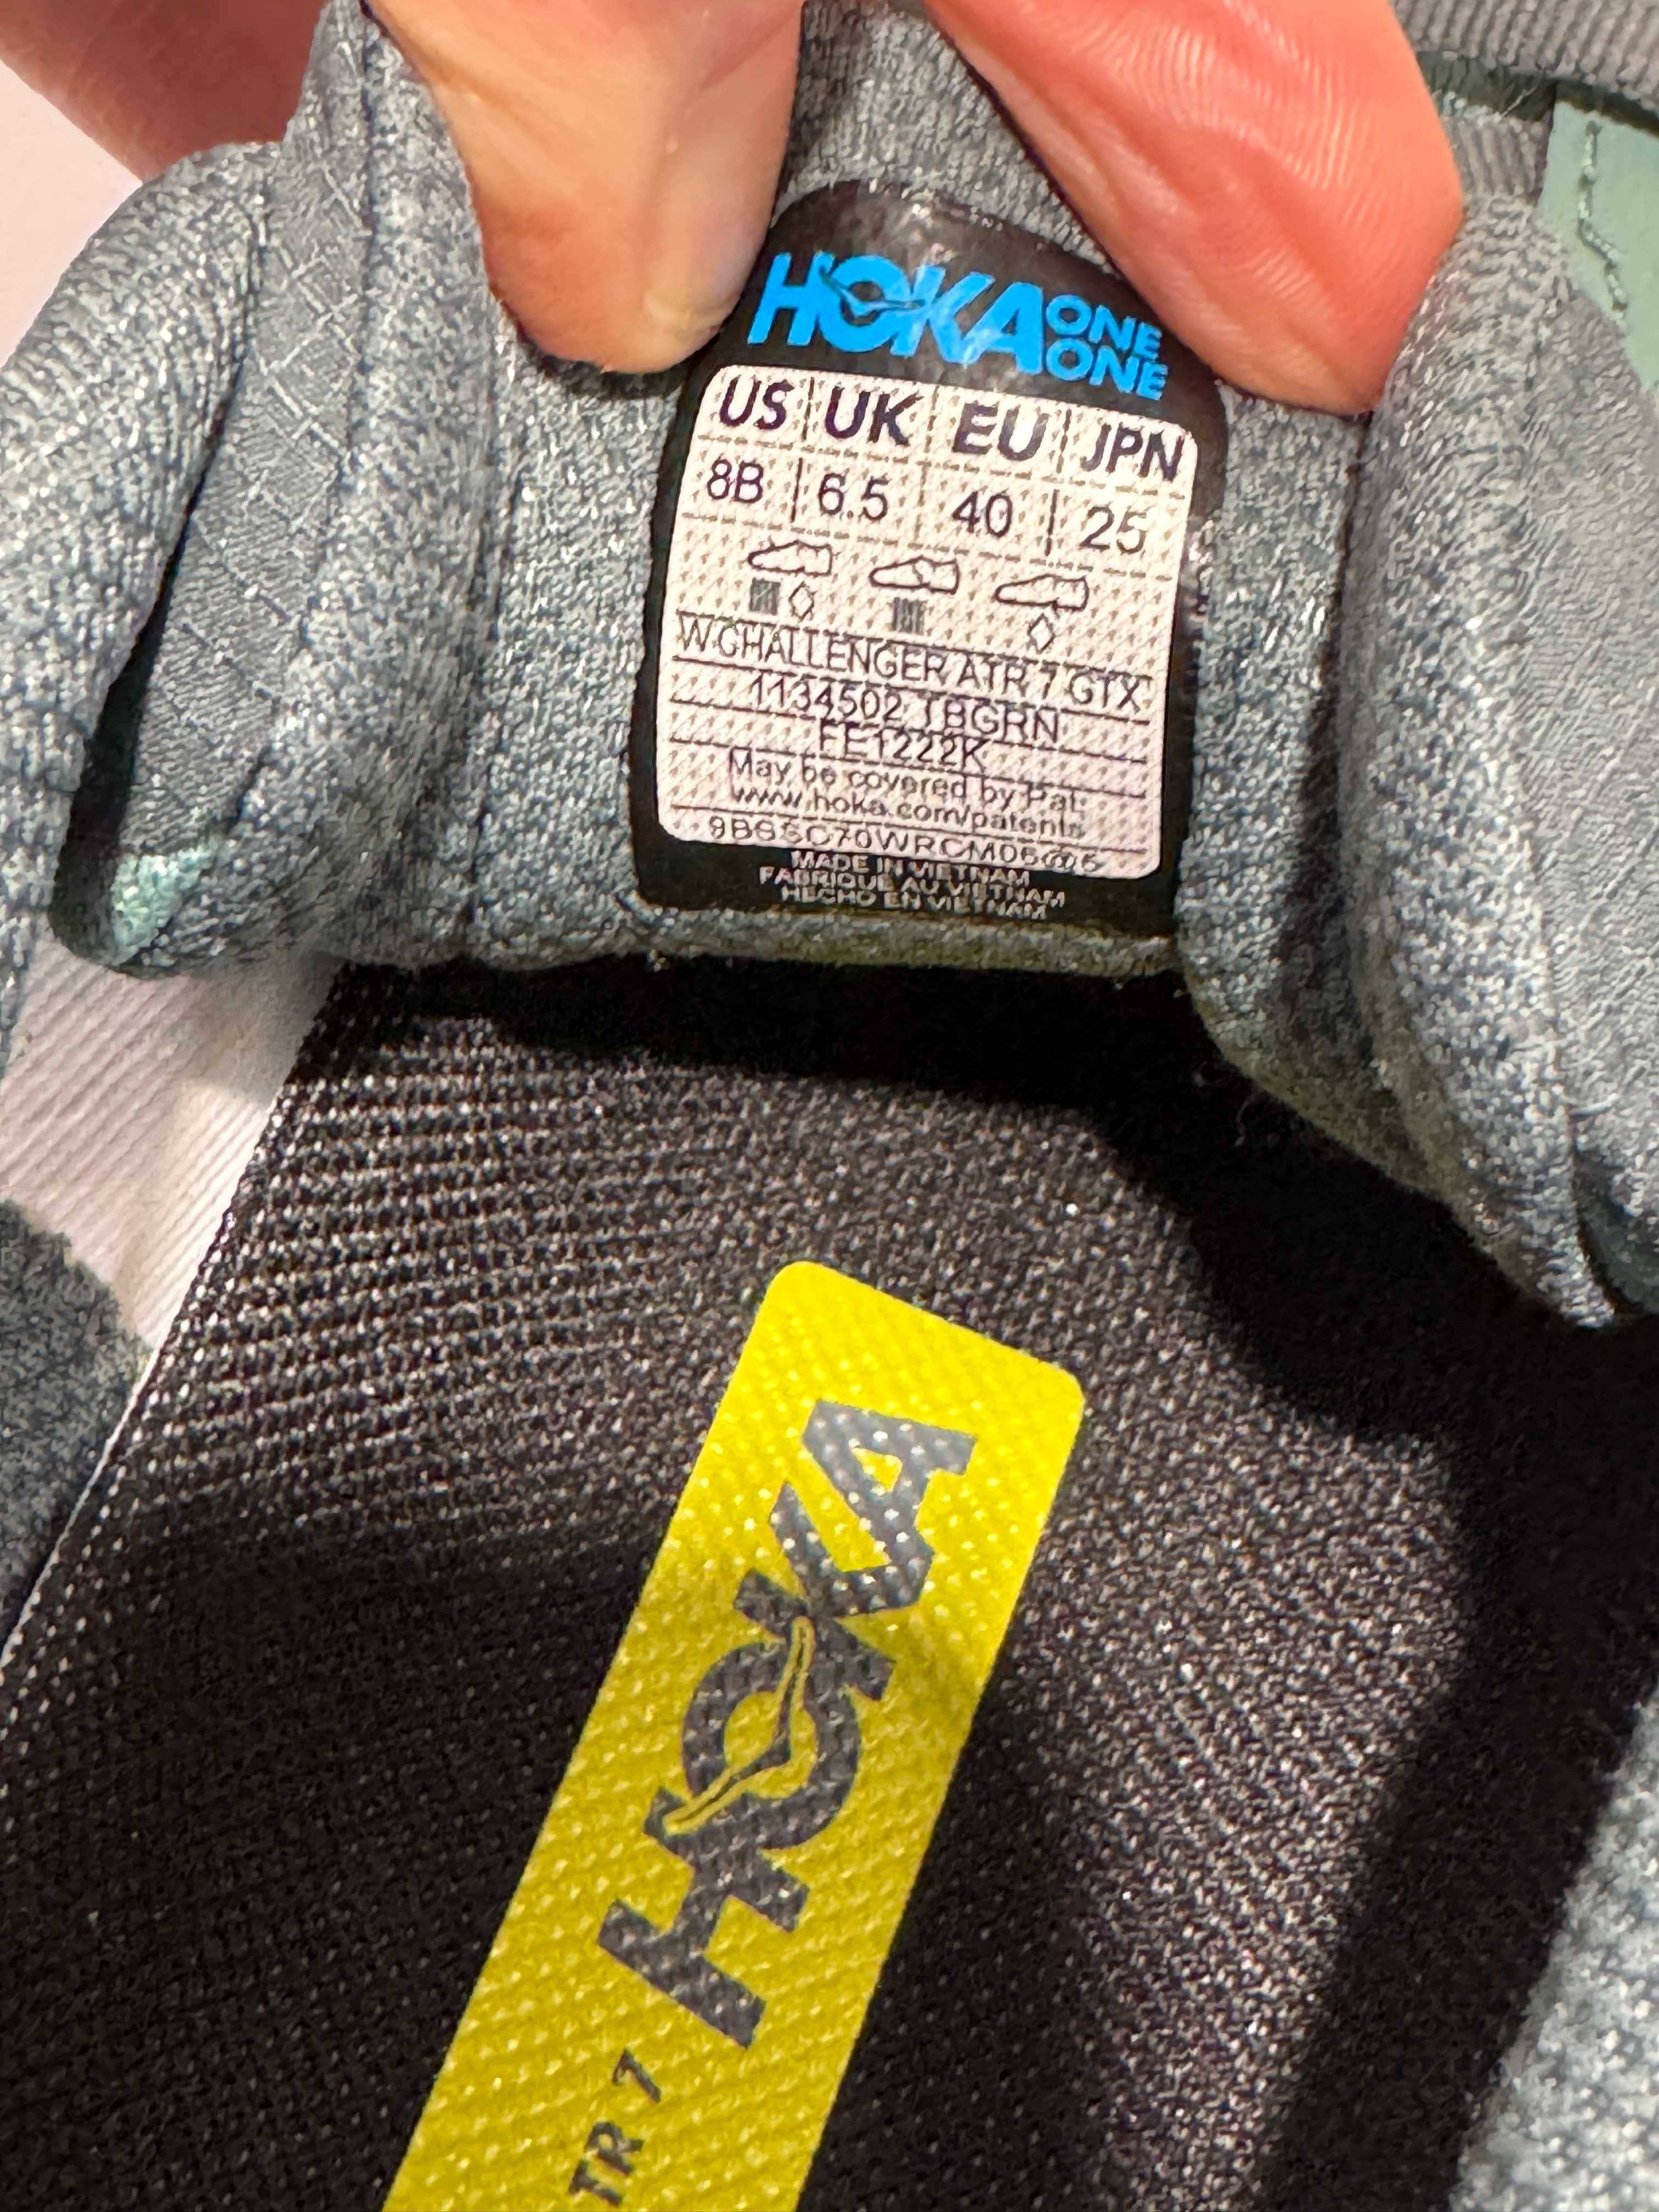 HOKA ONE ONE
US UK EU JPN
8B 6.5 40 25
W CHALLENGER ATR 7 GTX
1134502 TBGRN
FE1222K
May be covered by Pat:
www.hoka.com/patents
MADE IN VIETNAM
FABRIQUE AU VIETNAM
HECHO EN VIETNAM
HOKA
TR 7